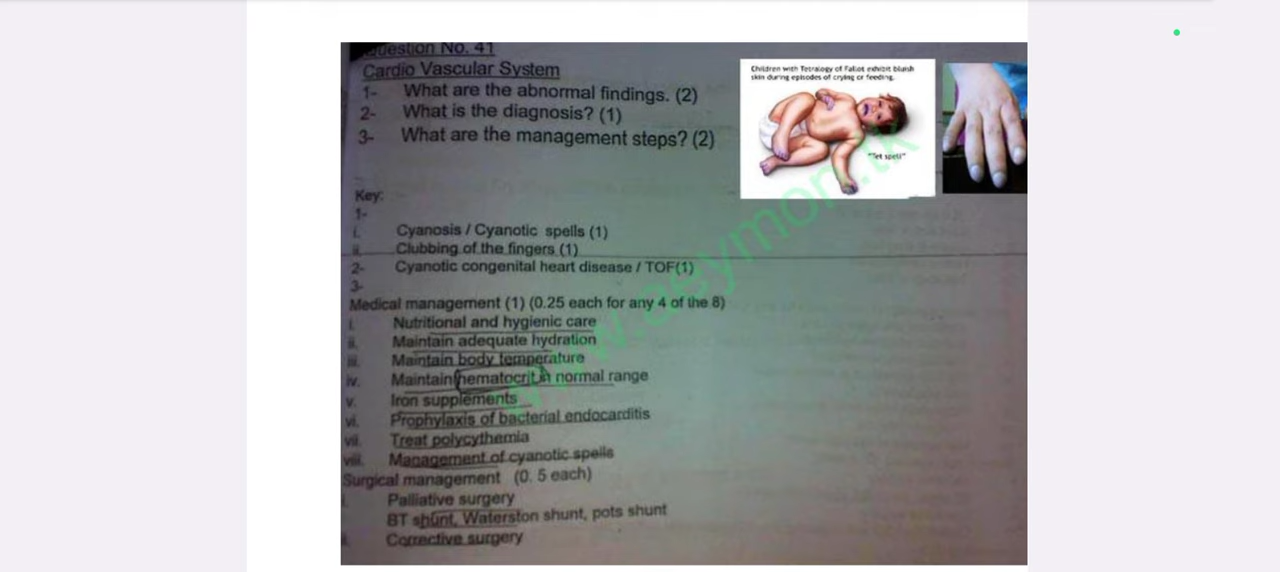 Question No. 41
Cardio Vascular System
1- What are the abnormal findings. (2)
2- What is the diagnosis? (1)
3- What are the management steps? (2)
Children with Tetralogy of Fallot exhibit bluish
skin during episodes of crying or feeding.
"Tet spell"
Key:
1-
i. Cyanosis / Cyanotic spells (1)
ii. Clubbing of the fingers (1)
2- Cyanotic congenital heart disease / TOF(1)
3-
Medical management (1) (0.25 each for any 4 of the 8)
i. Nutritional and hygienic care
ii. Maintain adequate hydration
iii. Maintain body temperature
iv. Maintain hematocrit in normal range
v. Iron supplements
vi. Prophylaxis of bacterial endocarditis
vii. Treat polycythemia
viii. Management of cyanotic spells
Surgical management (0. 5 each)
i. Palliative surgery
BT shunt, Waterston shunt, pots shunt
ii. Corrective surgery